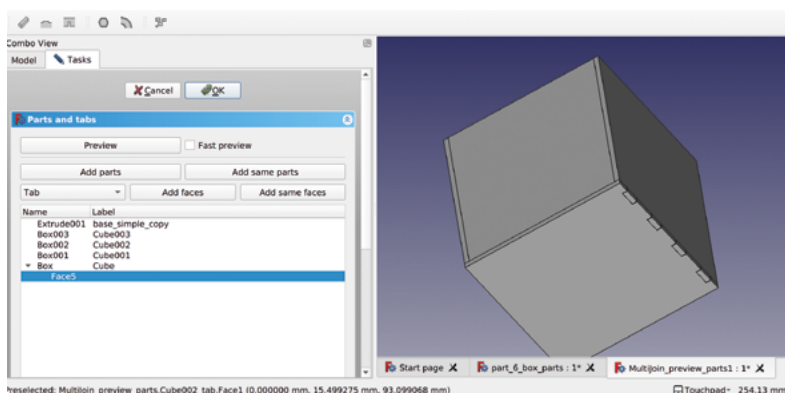 Combo View
Model Tasks
Cancel OK
Parts and tabs
Preview Fast preview
Add parts Add same parts
Tab Add faces Add same faces
Name Label
Extrude001 base_simple_copy
Box003 Cube003
Box002 Cube002
Box001 Cube001
Box Cube
Face5
Start page part_6_box_parts : 1* MultiJoin_preview_parts1 : 1*
Preselected: MultiJoin_preview_parts.Cube002_tab.Face1 (0.000000 mm, 15.499275 mm, 93.099068 mm) Touchpad 254.13 mm